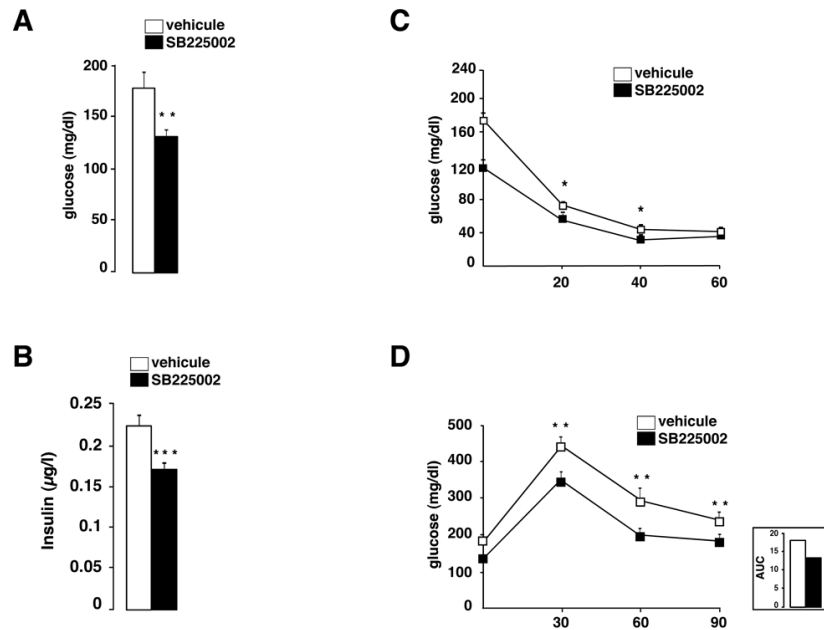 A
vehicule
SB225002
200
150
100
50
0
glucose (mg/dl)
* *
C
vehicule
SB225002
240
200
160
120
80
40
0
glucose (mg/dl)
*
*
20 40 60
B
vehicule
SB225002
0.25
0.2
0.15
0.1
0.05
0
Insulin (µg/l)
* * *
D
vehicule
SB225002
500
400
300
200
100
0
glucose (mg/dl)
* *
* *
* *
30 60 90
20
15
10
5
0
AUC